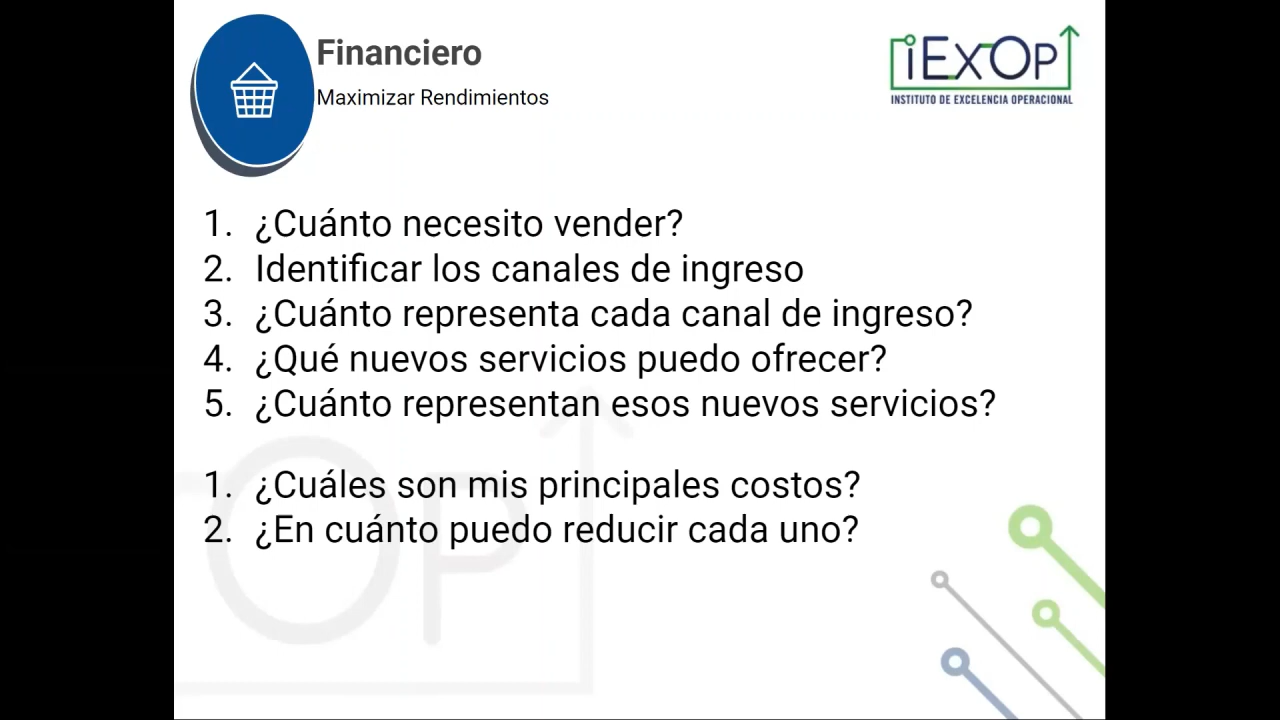 Financiero
Maximizar Rendimientos
iExOp
INSTITUTO DE EXCELENCIA OPERACIONAL
1. ¿Cuánto necesito vender?
2. Identificar los canales de ingreso
3. ¿Cuánto representa cada canal de ingreso?
4. ¿Qué nuevos servicios puedo ofrecer?
5. ¿Cuánto representan esos nuevos servicios?
1. ¿Cuáles son mis principales costos?
2. ¿En cuánto puedo reducir cada uno?
OP